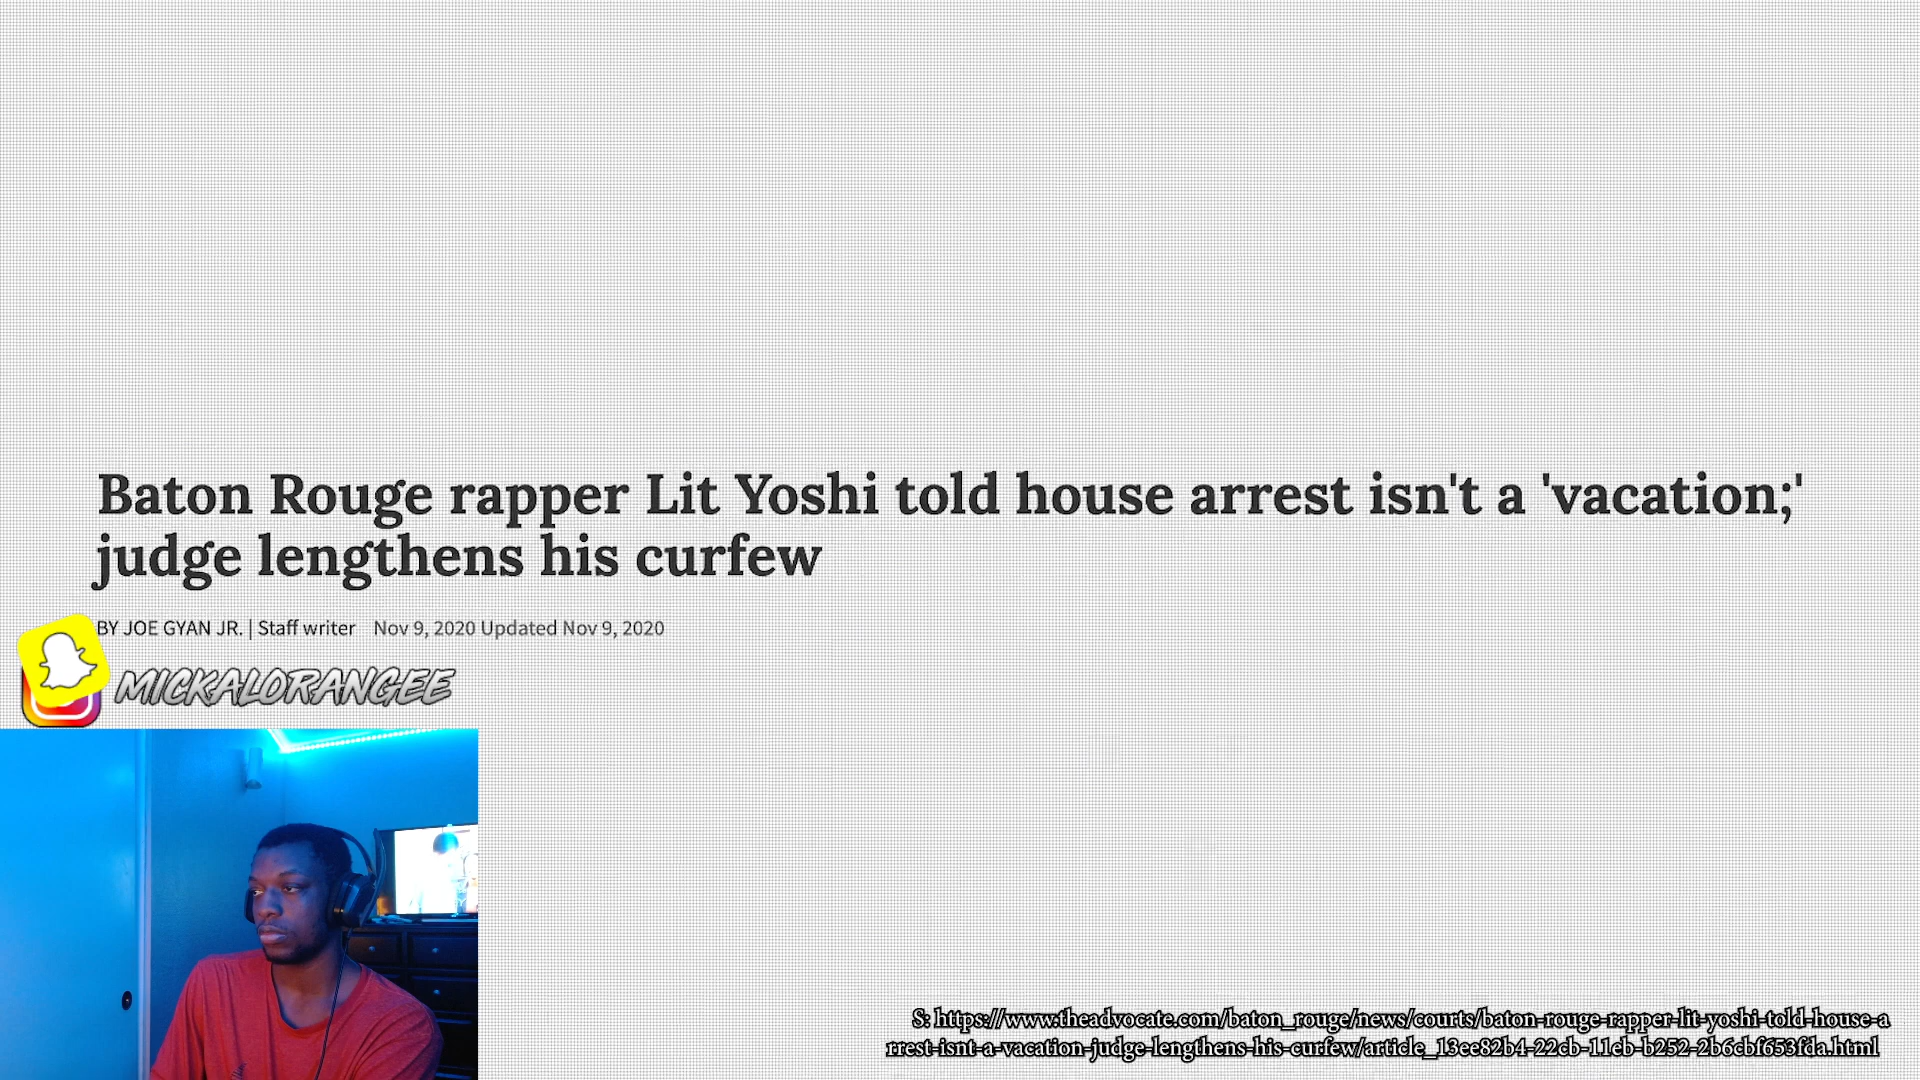 Baton Rouge rapper Lit Yoshi told house arrest isn't a 'vacation;'
judge lengthens his curfew
BY JOE GYAN JR. | Staff writer Nov 9, 2020 Updated Nov 9, 2020
MICKALORANGEE
S: https://www.theadvocate.com/baton_rouge/news/courts/baton-rouge-rapper-lit-yoshi-told-house-a
rrest-isnt-a-vacation-judge-lengthens-his-curfew/article_13ee82b4-22cb-11eb-b252-2b6cbf653fda.html